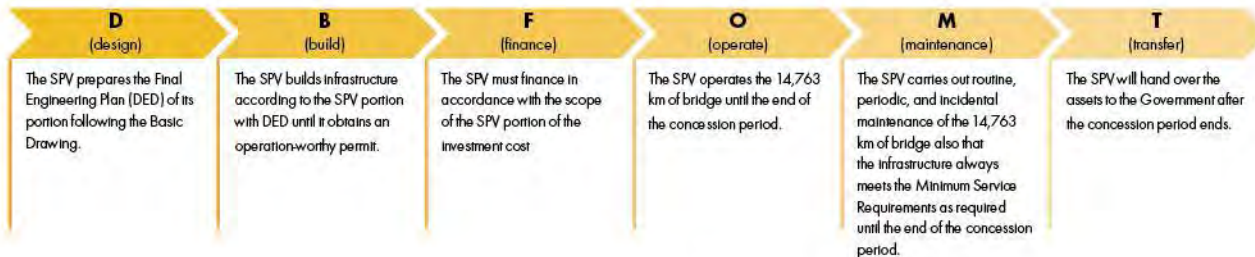 D
(design)
The SPV prepares the Final
Engineering Plan (DED) of its
portion following the Basic
Drawing.
B
(build)
The SPV builds infrastructure
according to the SPV portion
with DED until it obtains an
operation-worthy permit.
F
(finance)
The SPV must finance in
accordance with the scope
of the SPV portion of the
investment cost
O
(operate)
The SPV operates the 14,763
km of bridge until the end of
the concession period.
M
(maintenance)
The SPV carries out routine,
periodic, and incidental
maintenance of the 14,763
km of bridge also that
the infrastructure always
meets the Minimum Service
Requirements as required
until the end of the concession
period.
T
(transfer)
The SPV will hand over the
assets to the Government after
the concession period ends.